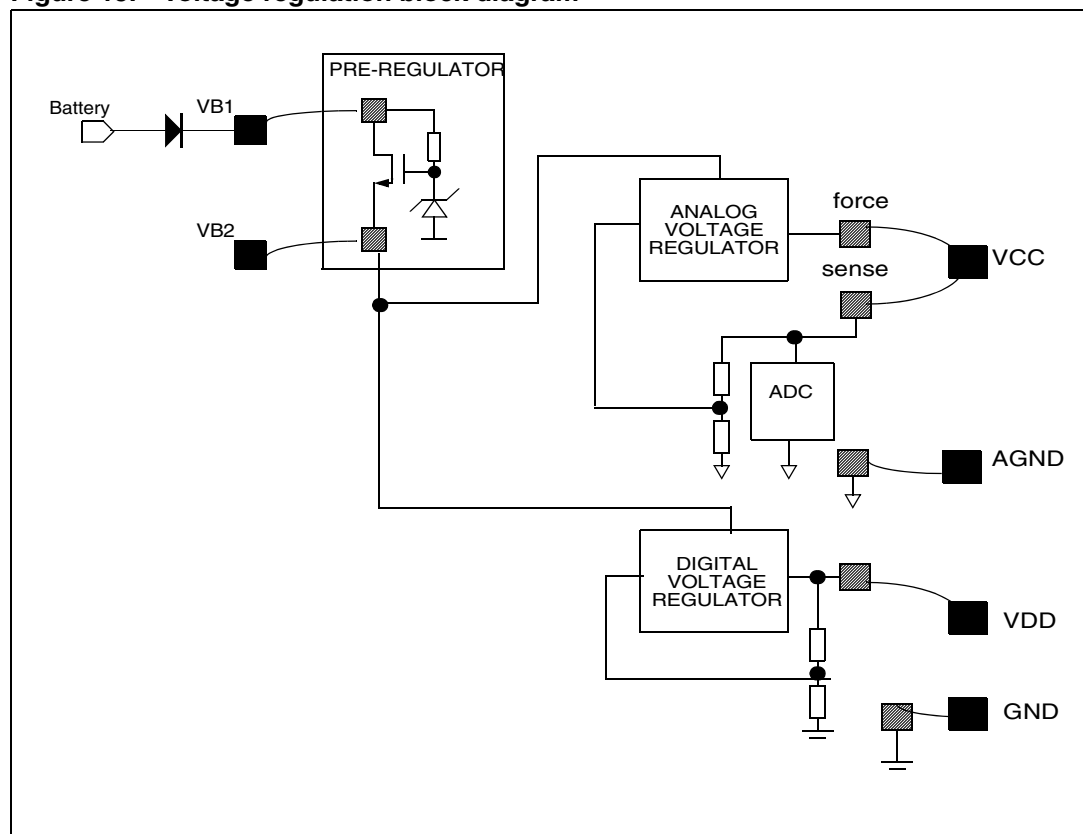 PRE-REGULATOR
Battery
VB1
VB2
ANALOG
VOLTAGE
REGULATOR
force
VCC
sense
ADC
AGND
DIGITAL
VOLTAGE
REGULATOR
VDD
GND